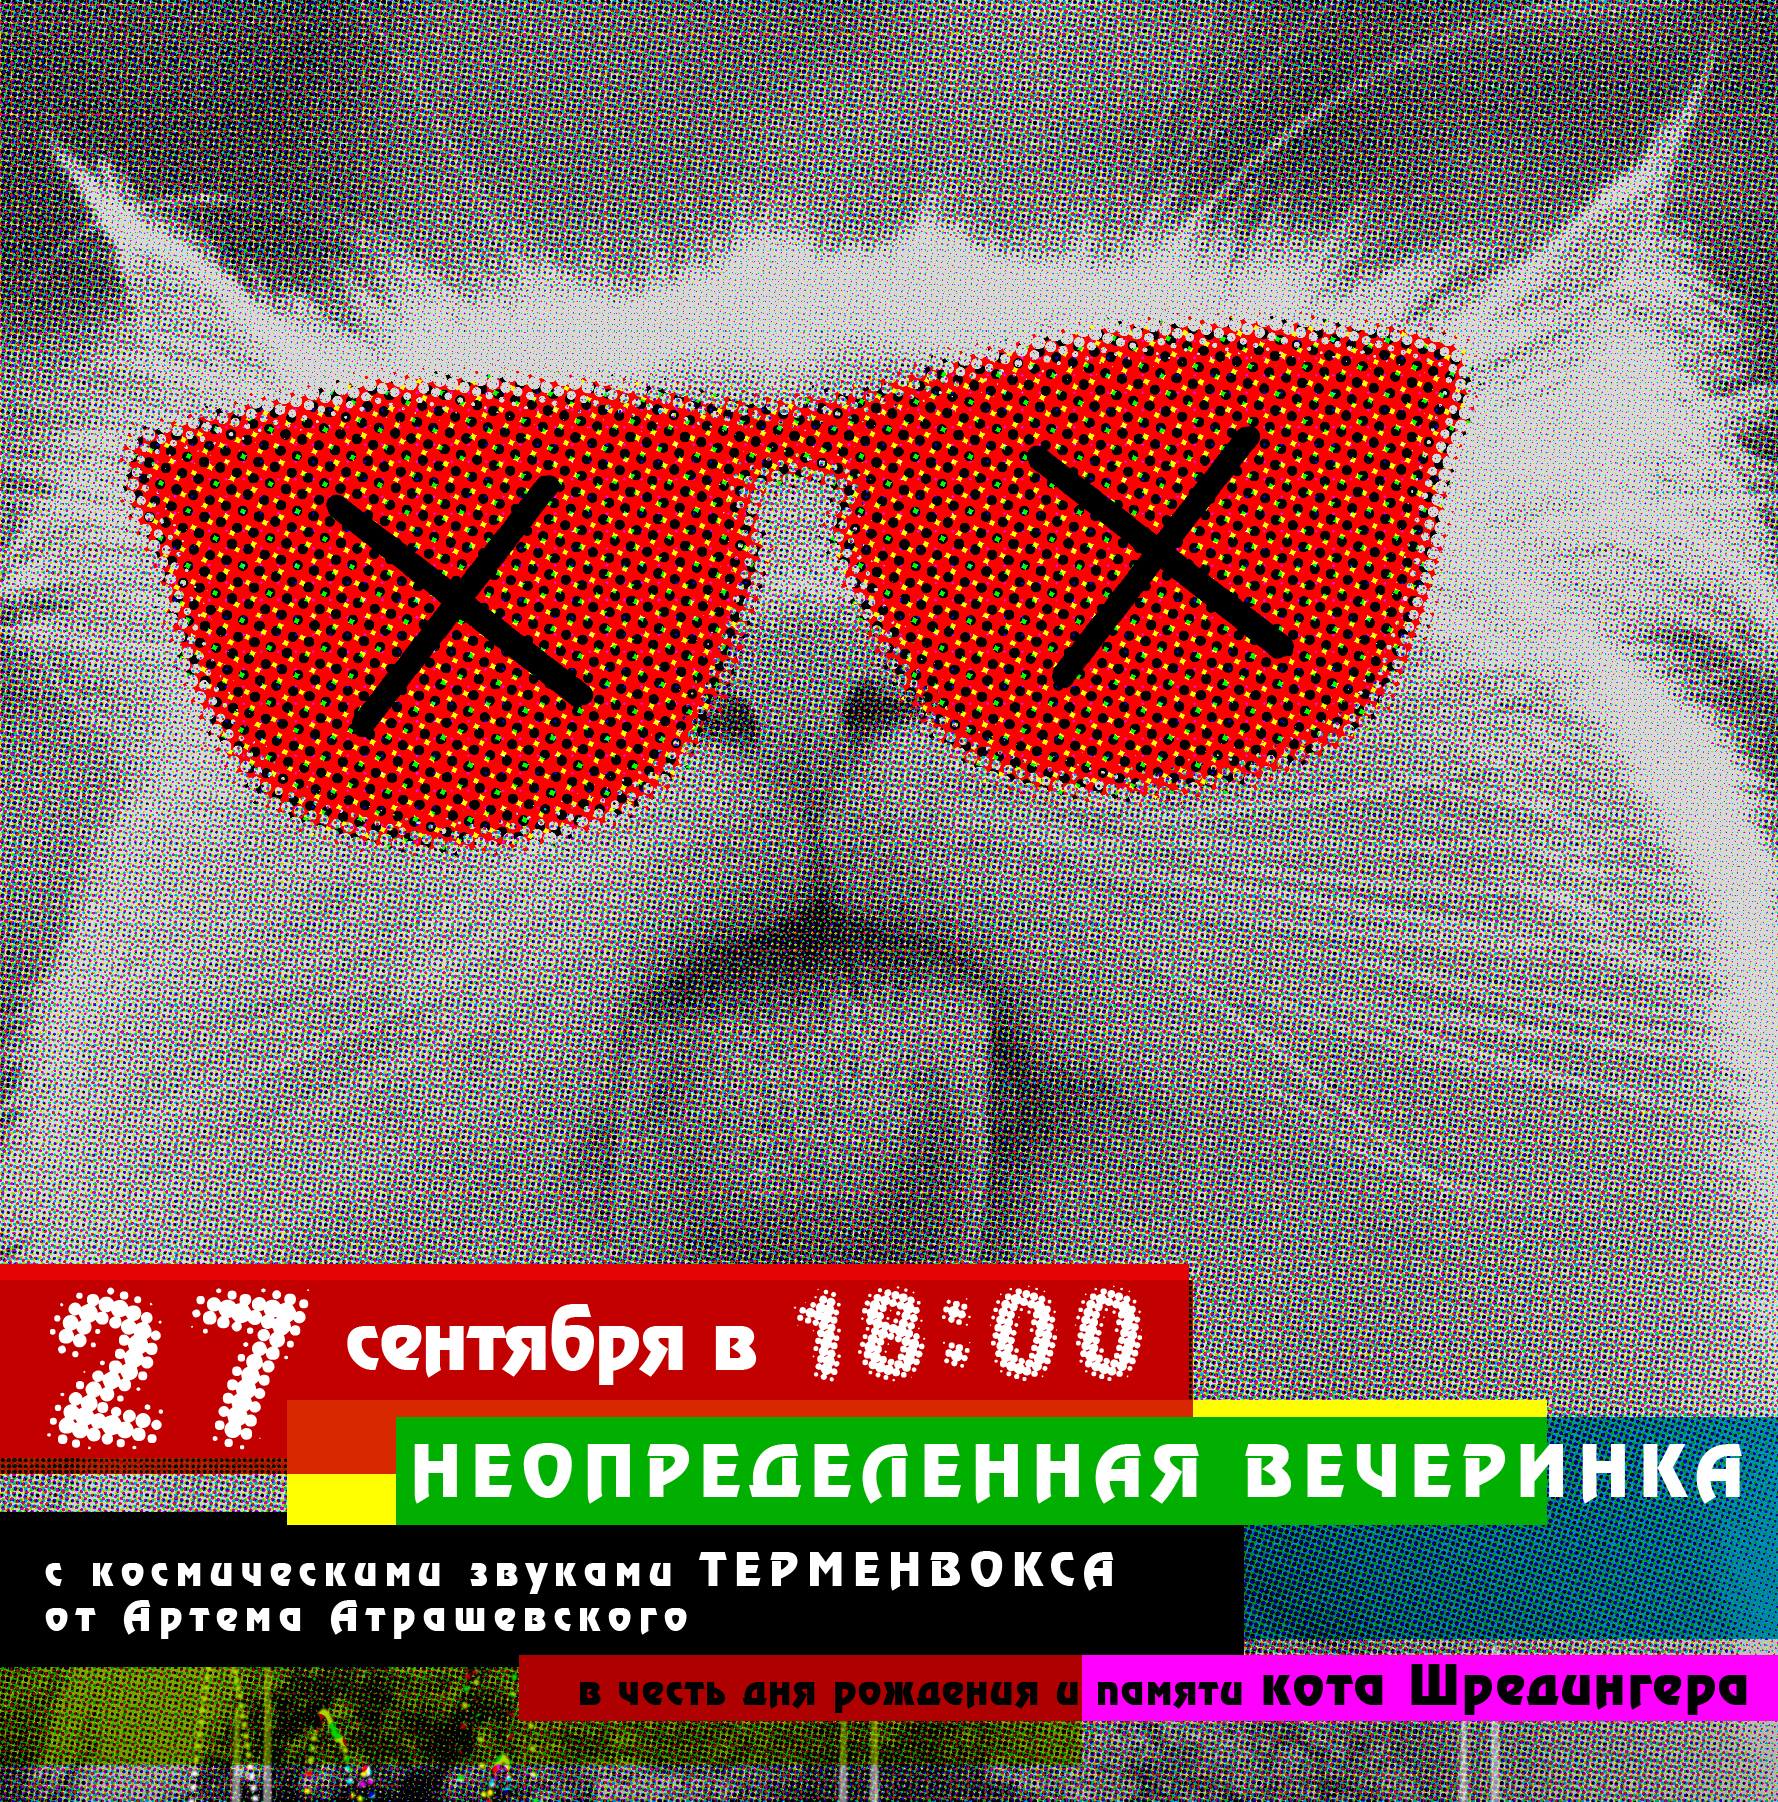 27 сентября в 18:00
НЕОПРЕДЕЛЕННАЯ ВЕЧЕРИНКА
с космическими звуками ТЕРМЕНВОКСА
от Артема Атрашевского
в честь дня рождения и памяти кота Шредингера